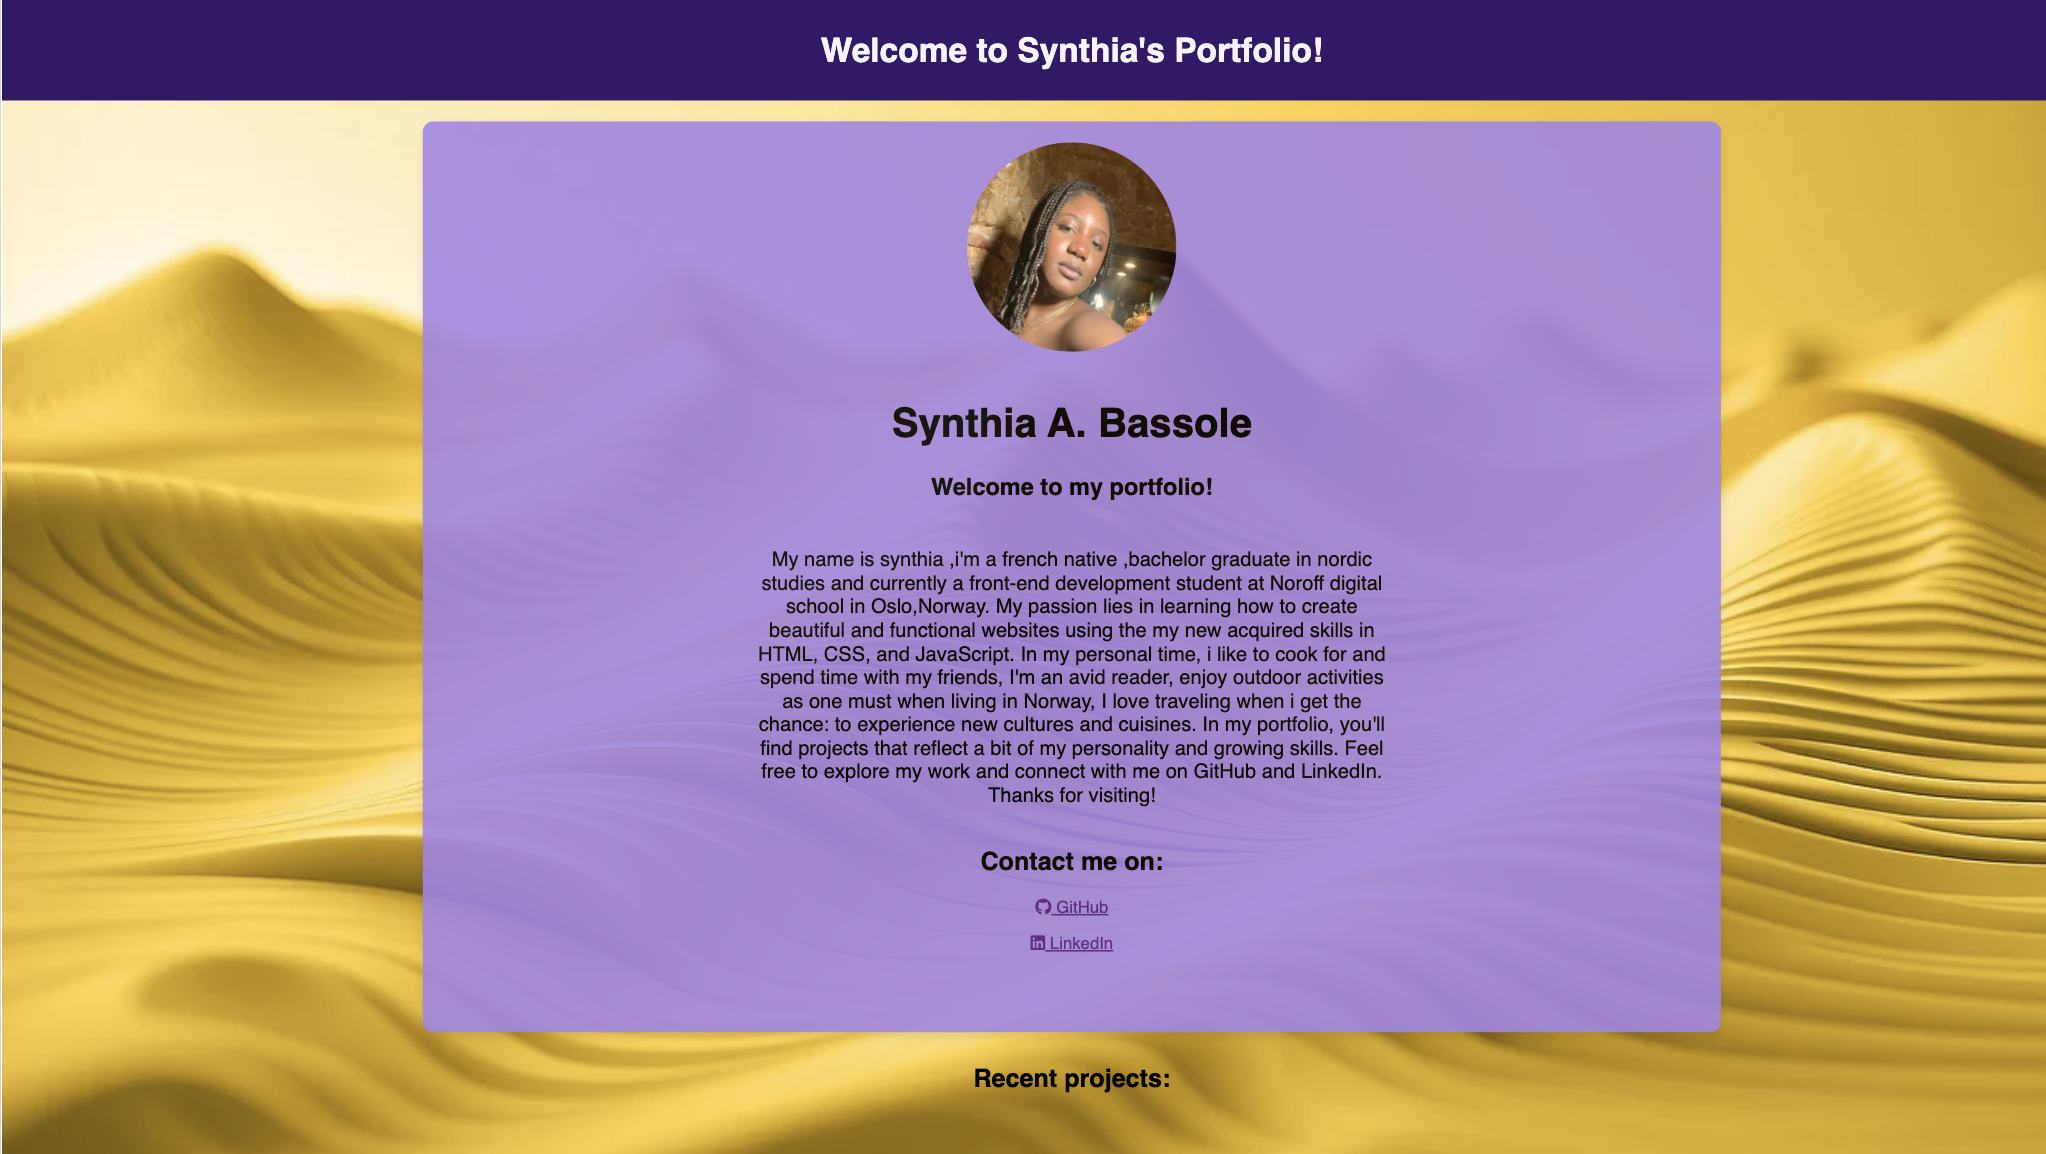 Welcome to Synthia's Portfolio!
Synthia A. Bassole
Welcome to my portfolio!
My name is synthia ,i'm a french native ,bachelor graduate in nordic
studies and currently a front-end development student at Noroff digital
school in Oslo,Norway. My passion lies in learning how to create
beautiful and functional websites using the my new acquired skills in
HTML, CSS, and JavaScript. In my personal time, i like to cook for and
spend time with my friends, I'm an avid reader, enjoy outdoor activities
as one must when living in Norway, I love traveling when i get the
chance: to experience new cultures and cuisines. In my portfolio, you'll
find projects that reflect a bit of my personality and growing skills. Feel
free to explore my work and connect with me on GitHub and LinkedIn.
Thanks for visiting!
Contact me on:
GitHub
LinkedIn
Recent projects: